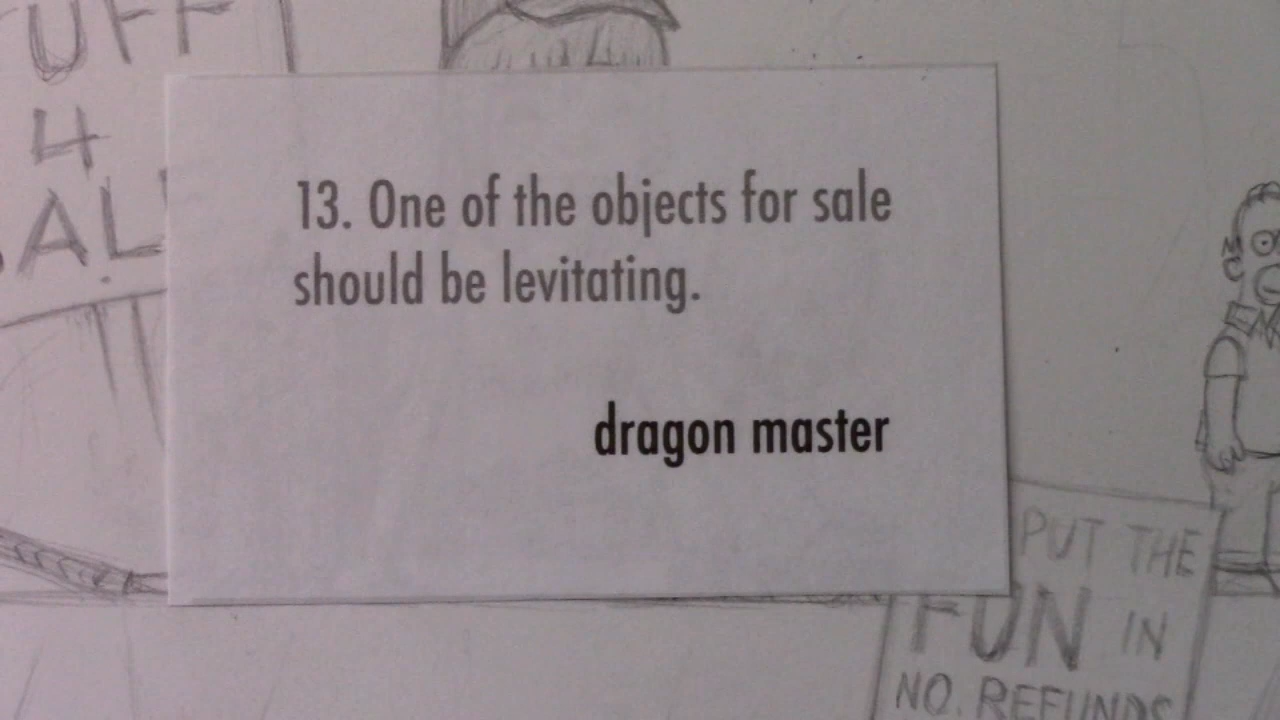 UFF
4
SAL
13. One of the objects for sale
should be levitating.
dragon master
PUT THE
FUN IN
NO. REFUNDS